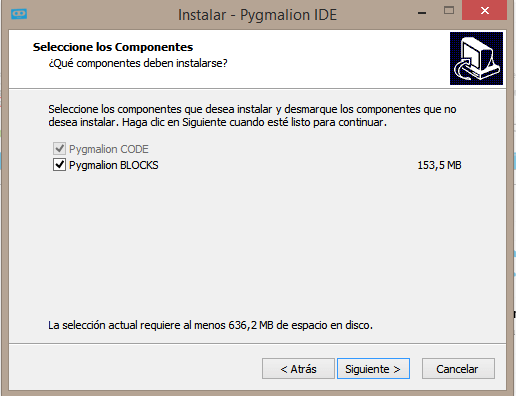 Instalar - Pygmalion IDE
Seleccione los Componentes
¿Qué componentes deben instalarse?
Seleccione los componentes que desea instalar y desmarque los componentes que no
desea instalar. Haga clic en Siguiente cuando esté listo para continuar.
Pygmalion CODE
Pygmalion BLOCKS 153,5 MB
La selección actual requiere al menos 636,2 MB de espacio en disco.
< Atrás Siguiente > Cancelar